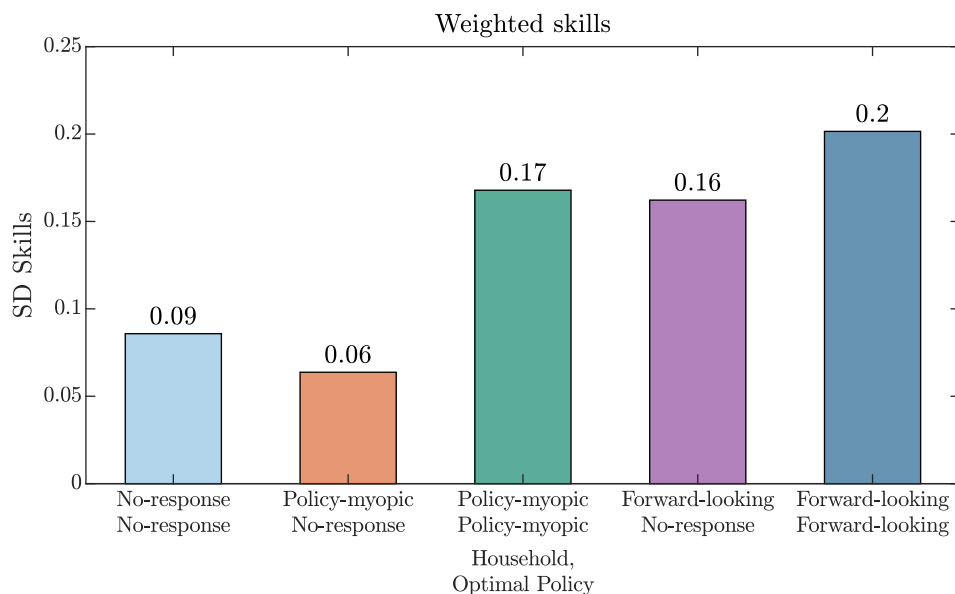 Weighted skills
SD Skills
0.25
0.2
0.15
0.1
0.05
0
0.09
0.06
0.17
0.16
0.2
No-response
No-response
Policy-myopic
No-response
Policy-myopic
Policy-myopic
Forward-looking
No-response
Forward-looking
Forward-looking
Household,
Optimal Policy